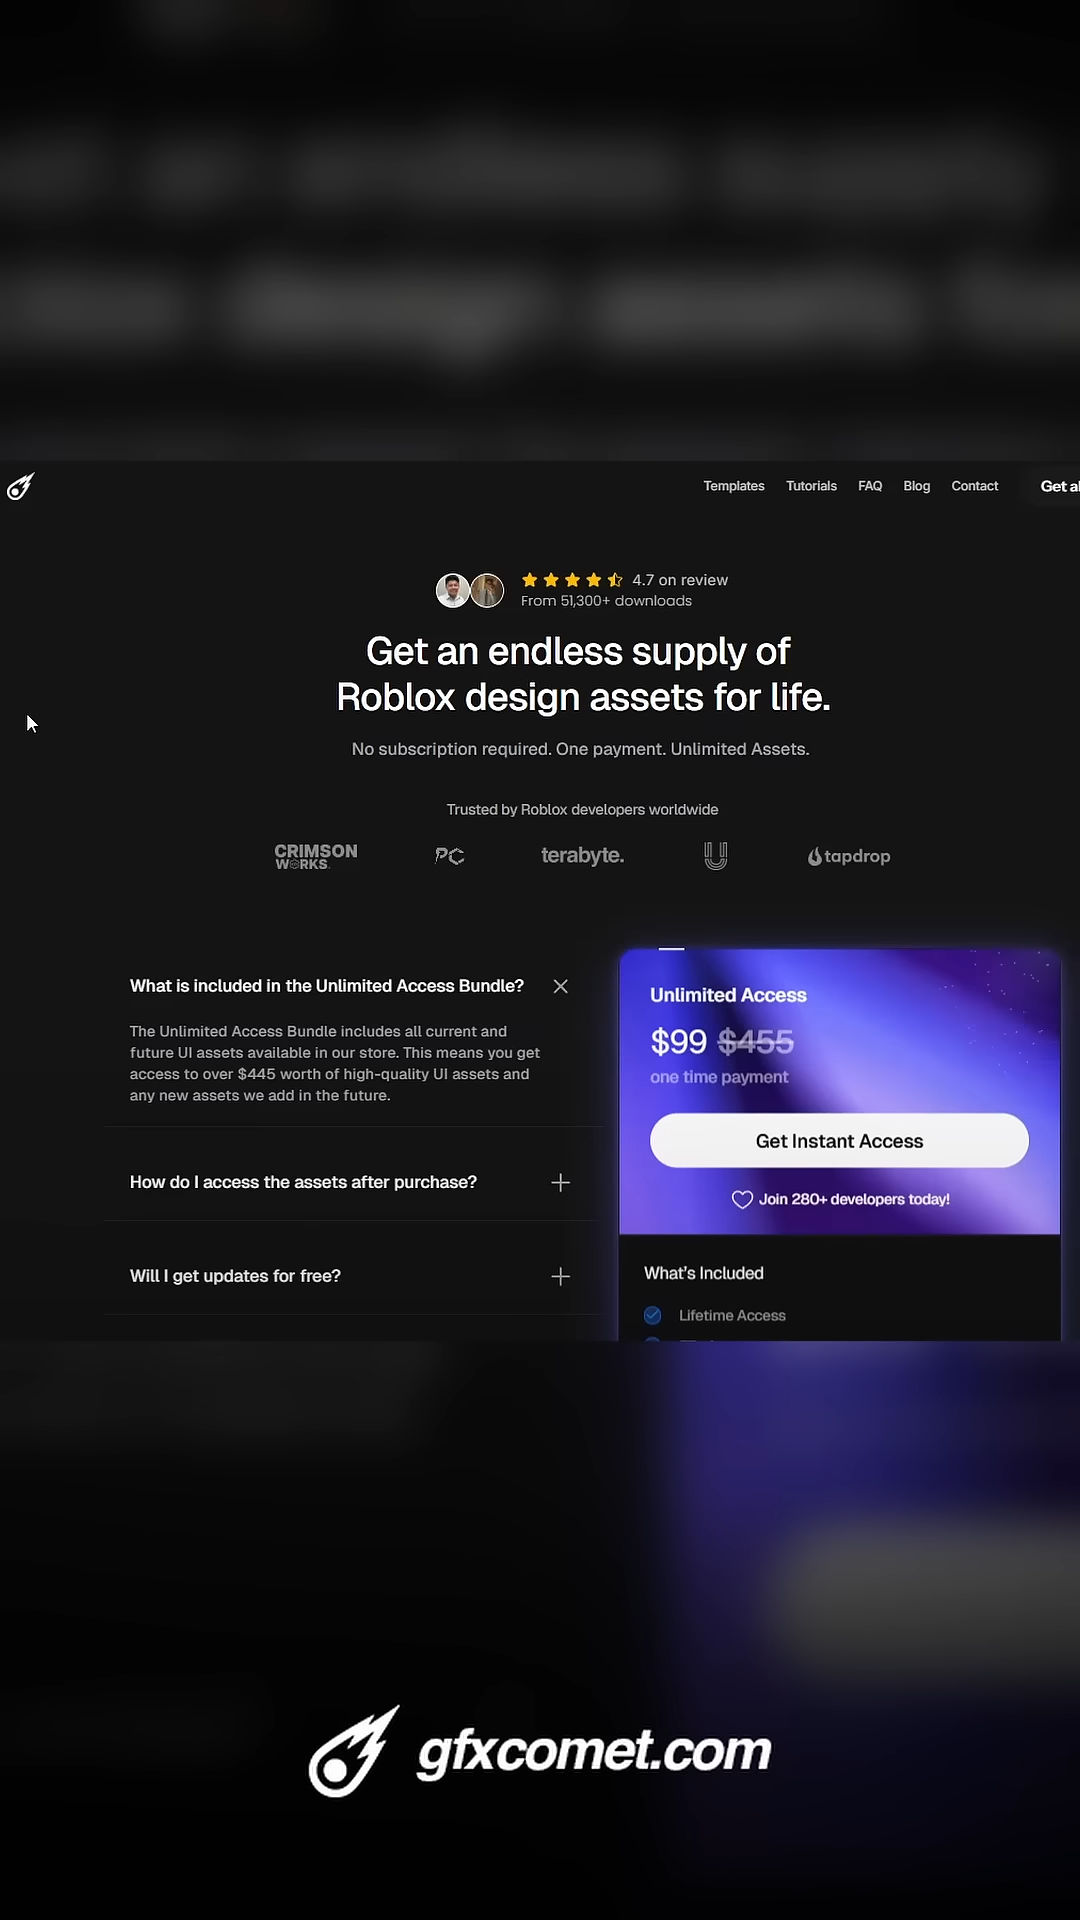 Templates Tutorials FAQ Blog Contact Get al
4.7 on review
From 51,300+ downloads
Get an endless supply of
Roblox design assets for life.
No subscription required. One payment. Unlimited Assets.
Trusted by Roblox developers worldwide
CRIMSON
WORKS.
PC
terabyte.
U
tapdrop
What is included in the Unlimited Access Bundle?
The Unlimited Access Bundle includes all current and
future UI assets available in our store. This means you get
access to over $445 worth of high-quality UI assets and
any new assets we add in the future.
How do I access the assets after purchase?
Will I get updates for free?
Unlimited Access
$99 $455
one time payment
Get Instant Access
Join 280+ developers today!
What's Included
Lifetime Access
gfxcomet.com